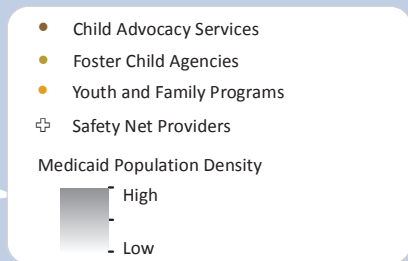 Child Advocacy Services
Foster Child Agencies
Youth and Family Programs
Safety Net Providers
Medicaid Population Density
High
Low